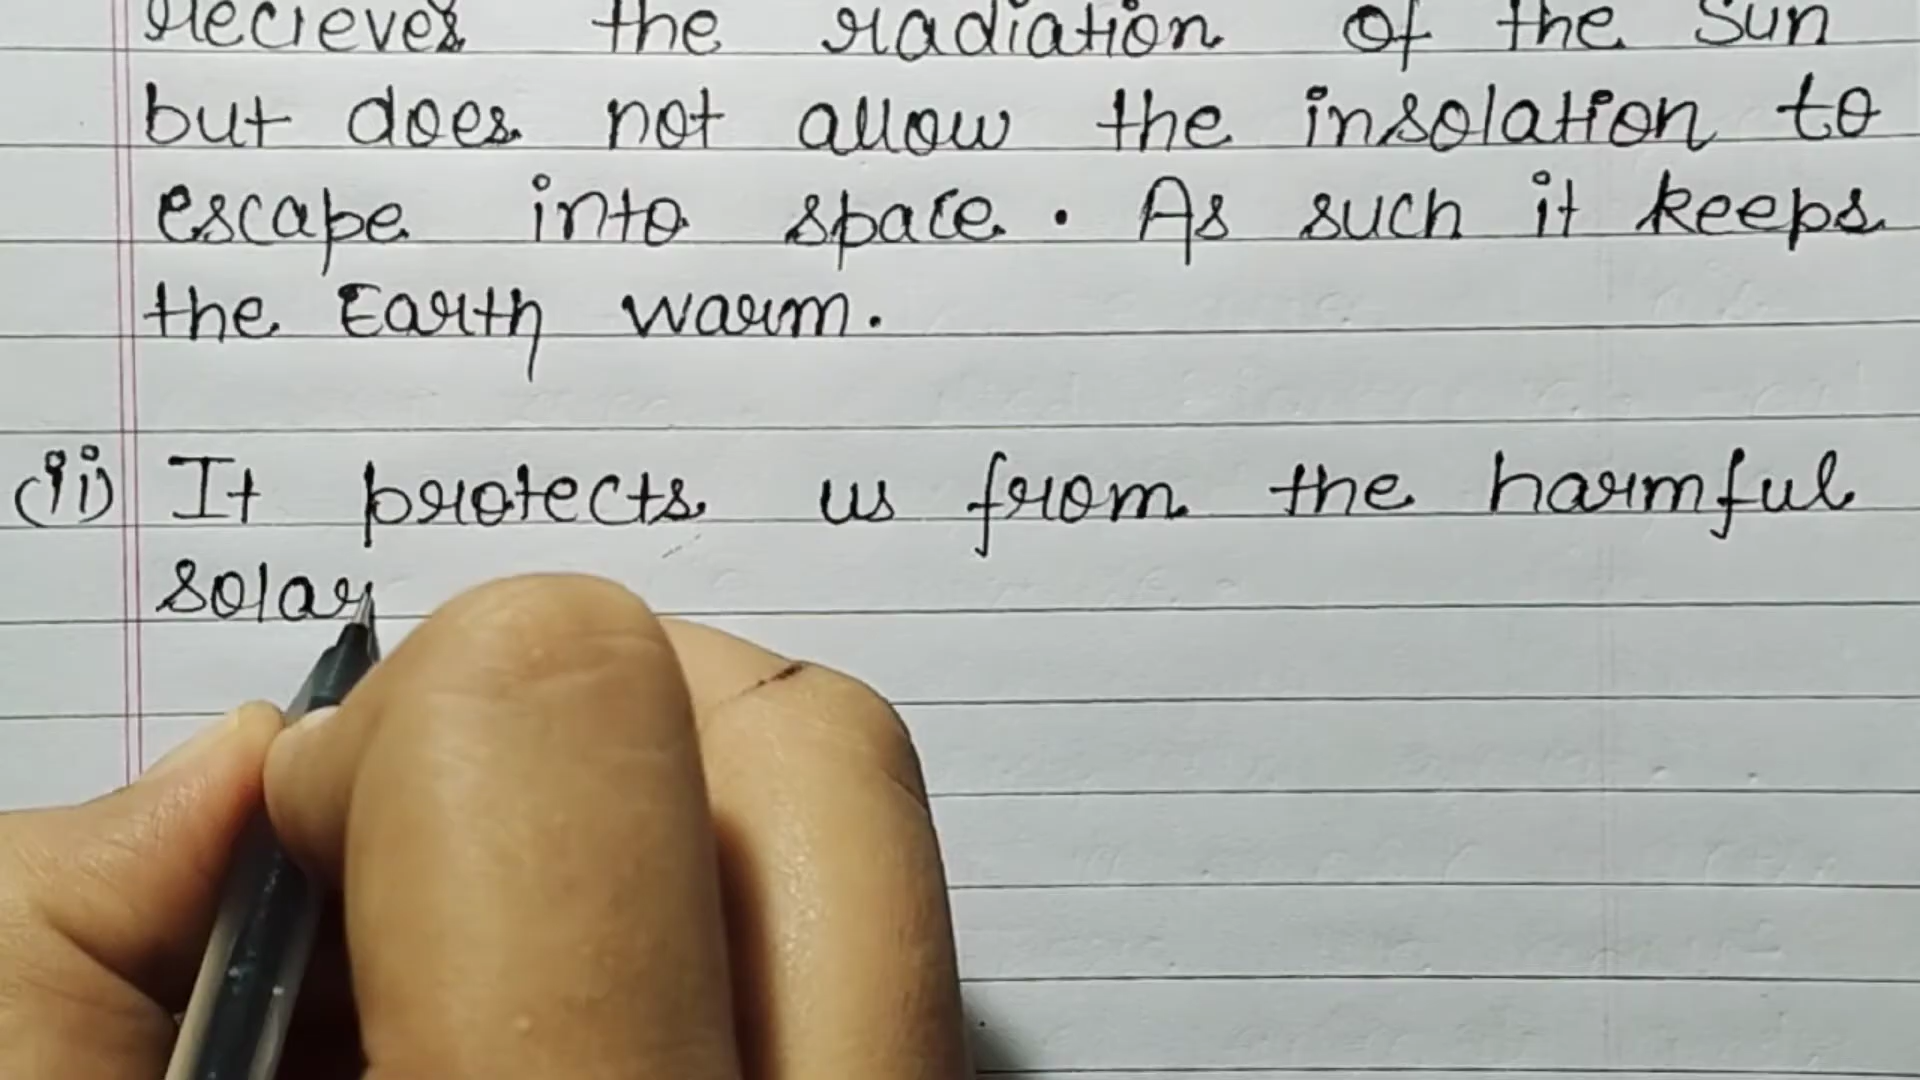 recieves the radiation of the Sun
but does not allow the insolation to
escape into space. As such it keeps
the Earth warm.
(ii) It protects us from the harmful
solar